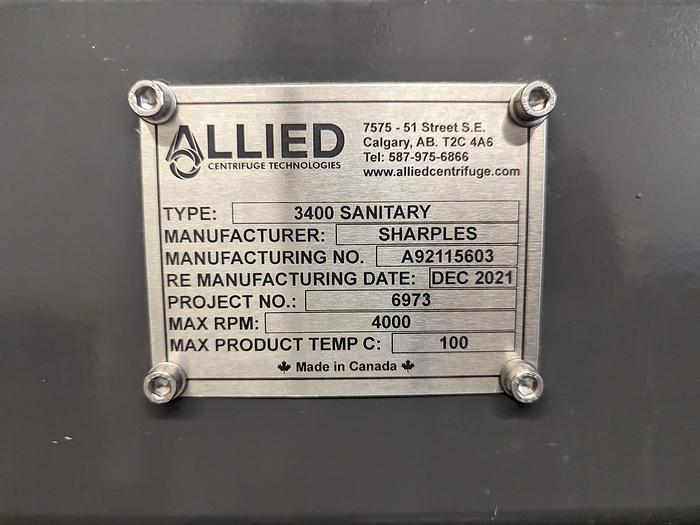 ALLIED
CENTRIFUGE TECHNOLOGIES
7575 - 51 Street S.E.
Calgary, AB. T2C 4A6
Tel: 587-975-6866
www.alliedcentrifuge.com
TYPE: 3400 SANITARY
MANUFACTURER: SHARPLES
MANUFACTURING NO. A92115603
RE MANUFACTURING DATE: DEC 2021
PROJECT NO.: 6973
MAX RPM: 4000
MAX PRODUCT TEMP C: 100
Made in Canada